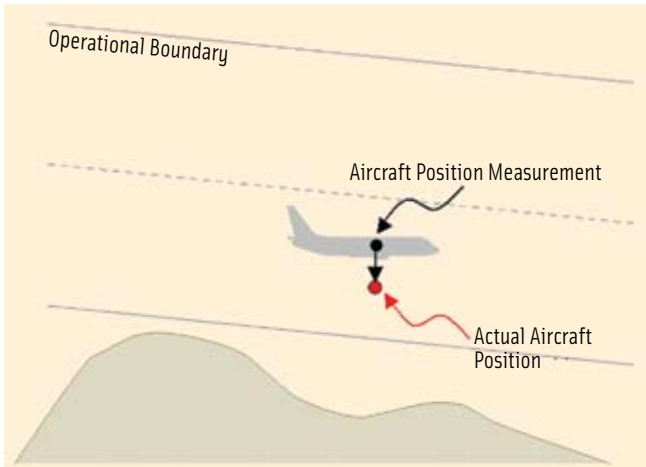 Operational Boundary
Aircraft Position Measurement
Actual Aircraft
Position